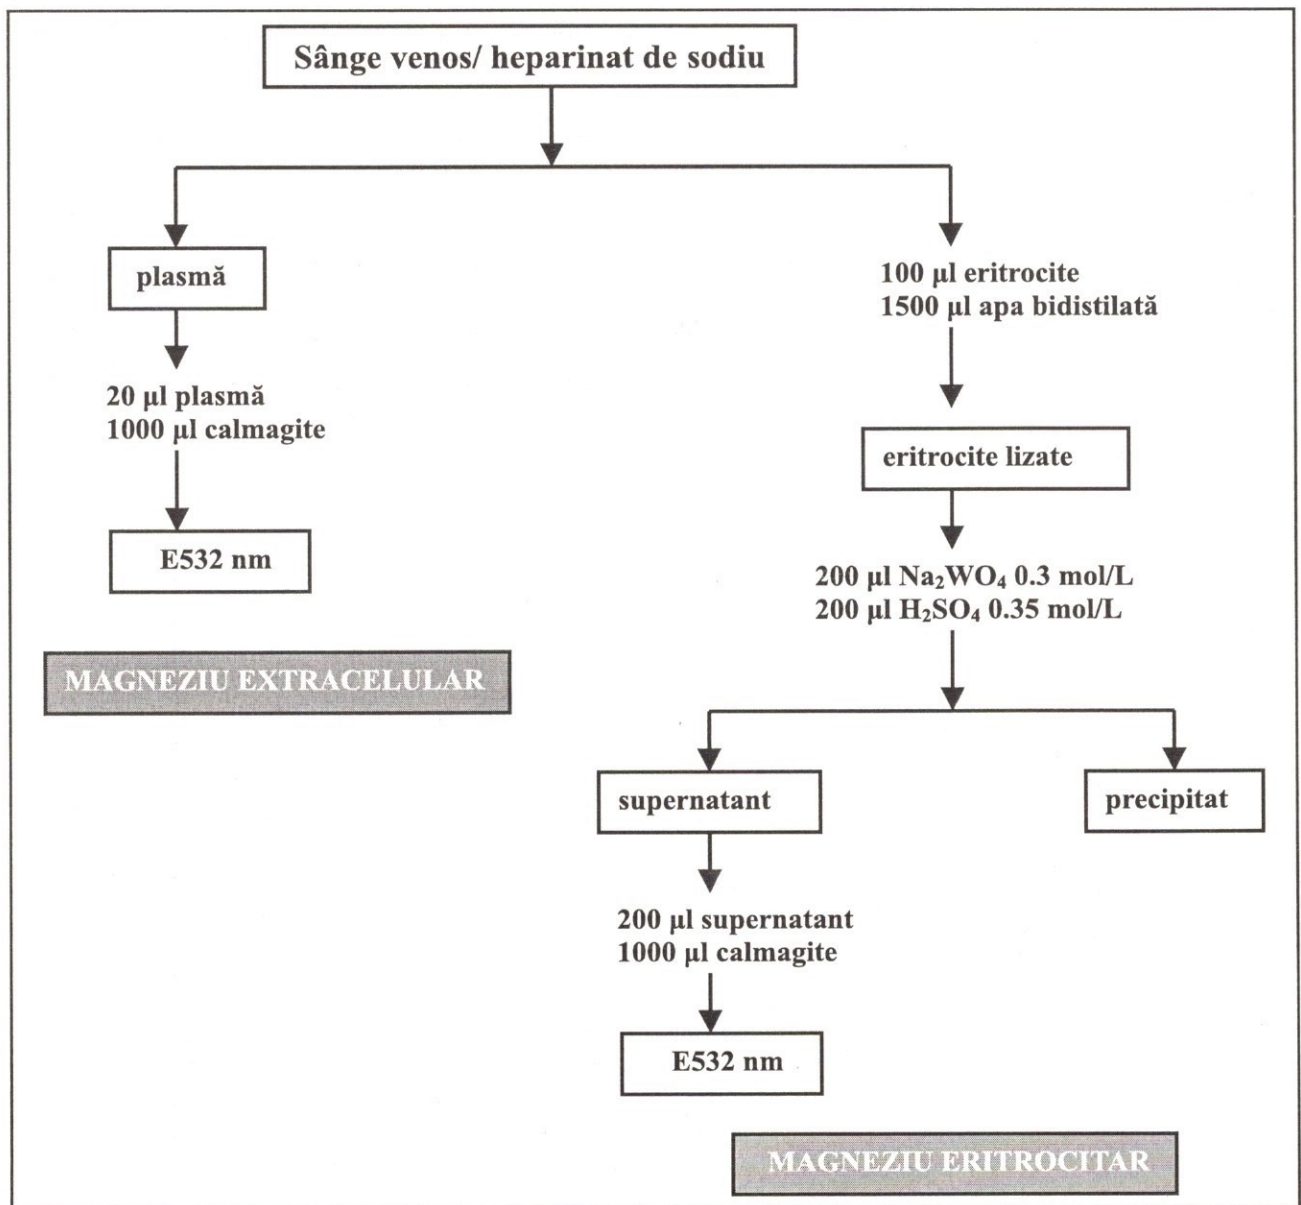 Sânge venos/ heparinat de sodiu
plasmă
20 µl plasmă
1000 µl calmagite
E532 nm
MAGNEZIU EXTRACELULAR
100 µl eritrocite
1500 µl apa bidistilată
eritrocite lizate
200 µl Na₂WO₄ 0.3 mol/L
200 µl H₂SO₄ 0.35 mol/L
supernatant
precipitat
200 µl supernatant
1000 µl calmagite
E532 nm
MAGNEZIU ERITROCITAR